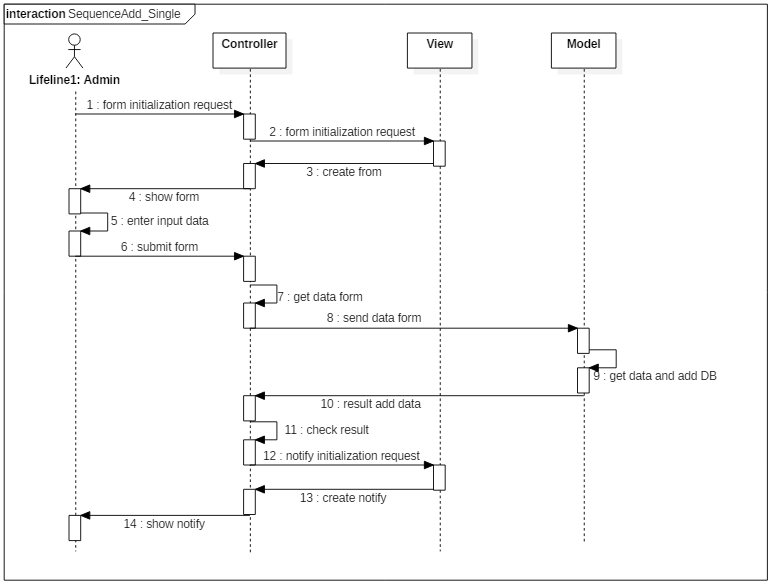 interaction SequenceAdd_Single
Controller
View
Model
Lifeline1: Admin
1 : form initialization request
2 : form initialization request
3 : create from
4 : show form
5 : enter input data
6 : submit form
7 : get data form
8 : send data form
9 : get data and add DB
10 : result add data
11 : check result
12 : notify initialization request
13 : create notify
14 : show notify